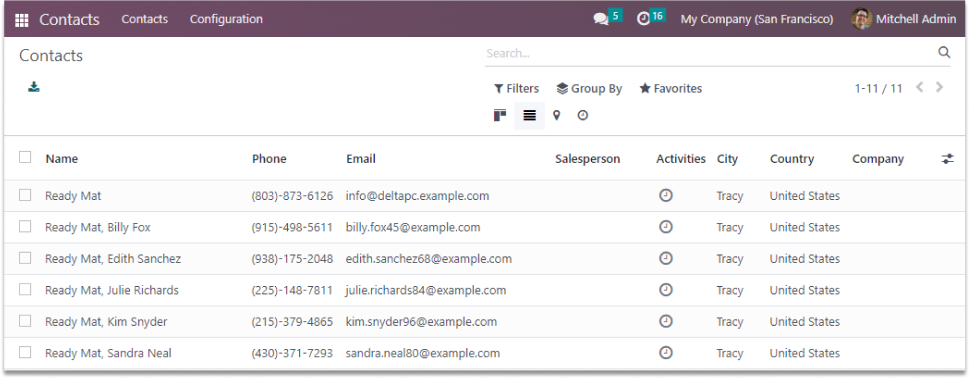 Contacts Contacts Configuration 5 16 My Company (San Francisco) Mitchell Admin
Contacts Search...
Filters Group By Favorites 1-11 / 11
Name Phone Email Salesperson Activities City Country Company
Ready Mat (803)-873-6126 info@deltapc.example.com Tracy United States
Ready Mat, Billy Fox (915)-498-5611 billy.fox45@example.com Tracy United States
Ready Mat, Edith Sanchez (938)-175-2048 edith.sanchez68@example.com Tracy United States
Ready Mat, Julie Richards (225)-148-7811 julie.richards84@example.com Tracy United States
Ready Mat, Kim Snyder (215)-379-4865 kim.snyder96@example.com Tracy United States
Ready Mat, Sandra Neal (430)-371-7293 sandra.neal80@example.com Tracy United States